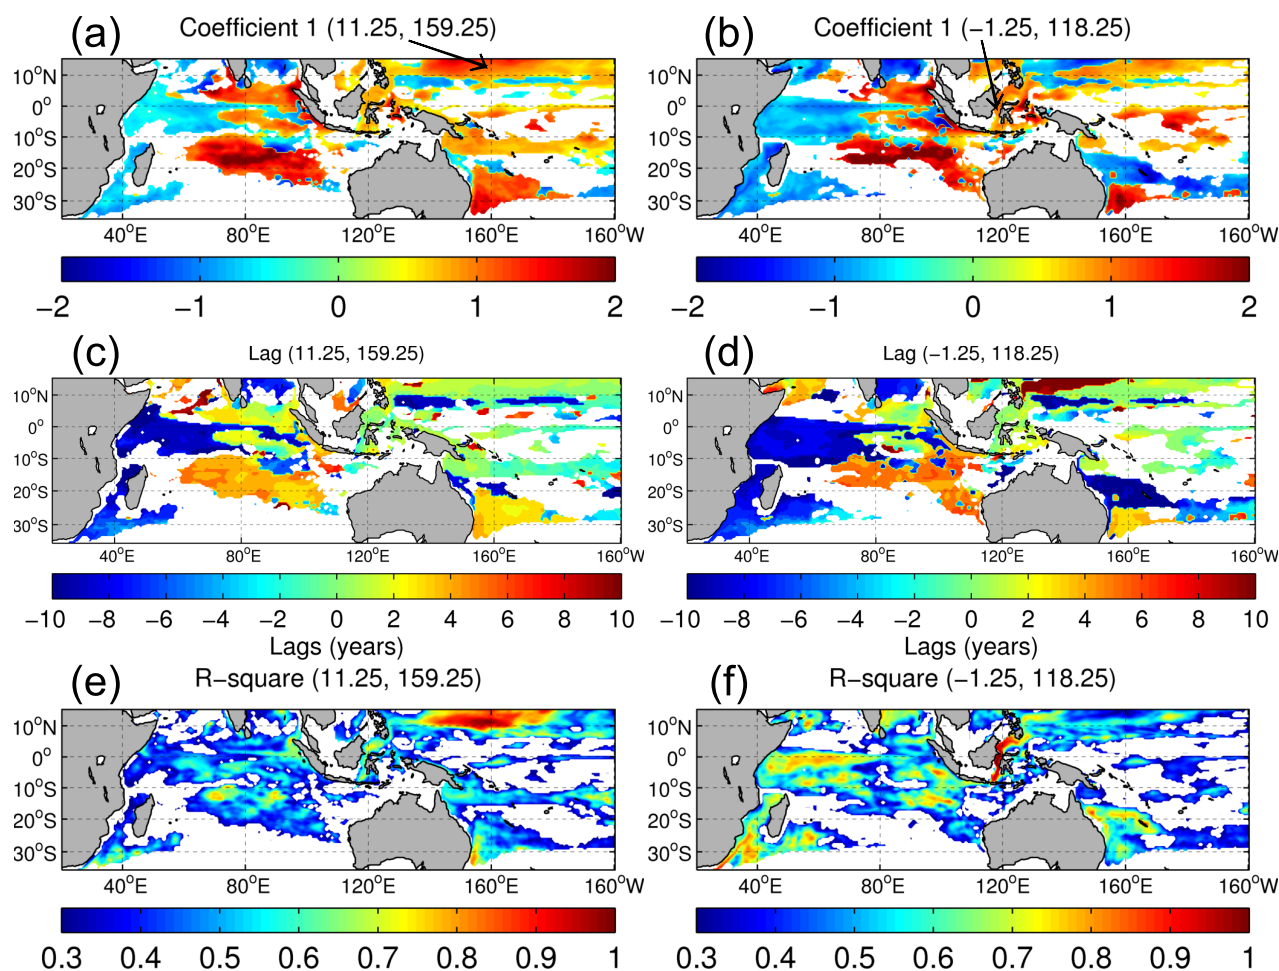 (a) Coefficient 1 (11.25, 159.25)
10°N
0°
10°S
20°S
30°S
40°E 80°E 120°E 160°E 160°W
−2 −1 0 1 2
(b) Coefficient 1 (−1.25, 118.25)
10°N
0°
10°S
20°S
30°S
40°E 80°E 120°E 160°E 160°W
−2 −1 0 1 2
(c) Lag (11.25, 159.25)
10°N
0°
10°S
20°S
30°S
40°E 80°E 120°E 160°E 160°W
−10 −8 −6 −4 −2 0 2 4 6 8 10
Lags (years)
(d) Lag (−1.25, 118.25)
10°N
0°
10°S
20°S
30°S
40°E 80°E 120°E 160°E 160°W
−10 −8 −6 −4 −2 0 2 4 6 8 10
Lags (years)
(e) R−square (11.25, 159.25)
10°N
0°
10°S
20°S
30°S
40°E 80°E 120°E 160°E 160°W
0.3 0.4 0.5 0.6 0.7 0.8 0.9 1
(f) R−square (−1.25, 118.25)
10°N
0°
10°S
20°S
30°S
40°E 80°E 120°E 160°E 160°W
0.3 0.4 0.5 0.6 0.7 0.8 0.9 1